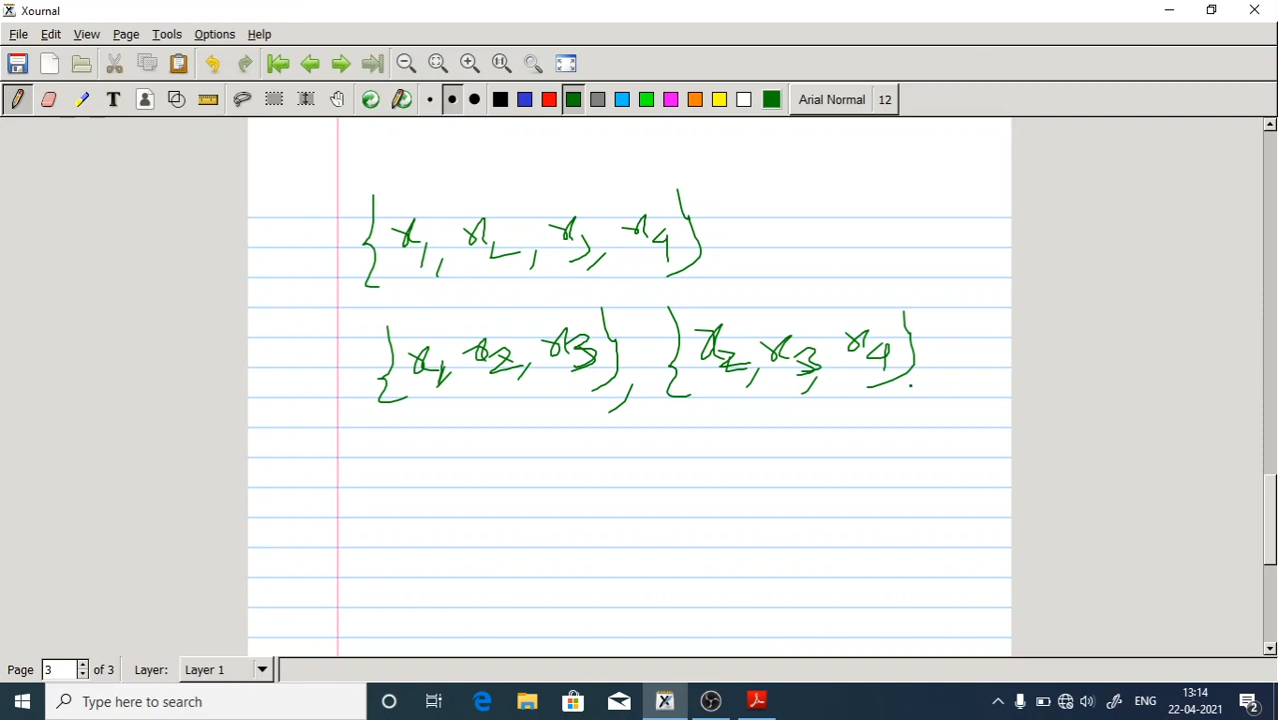 Xournal
File Edit View Page Tools Options Help
T Arial Normal 12
{x1, x2, x3, x4}
{x1, x2, x3}, {x2, x3, x4}
Page 3 of 3 Layer: Layer 1
Type here to search
ENG 13:14 22-04-2021 2